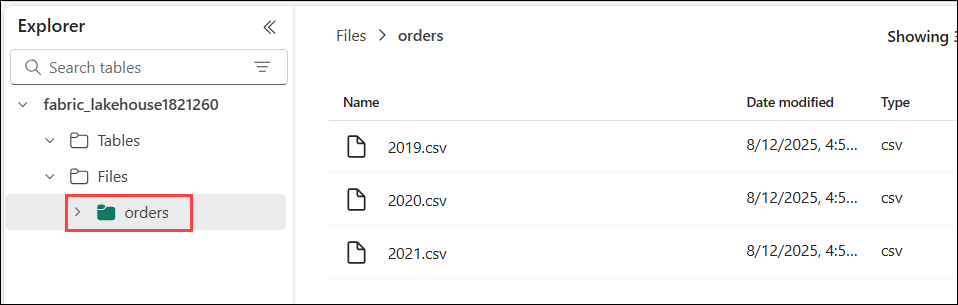 Explorer
Search tables
fabric_lakehouse1821260
Tables
Files
orders
Files > orders
Showing 3
Name Date modified Type
2019.csv 8/12/2025, 4:5... csv
2020.csv 8/12/2025, 4:5... csv
2021.csv 8/12/2025, 4:5... csv